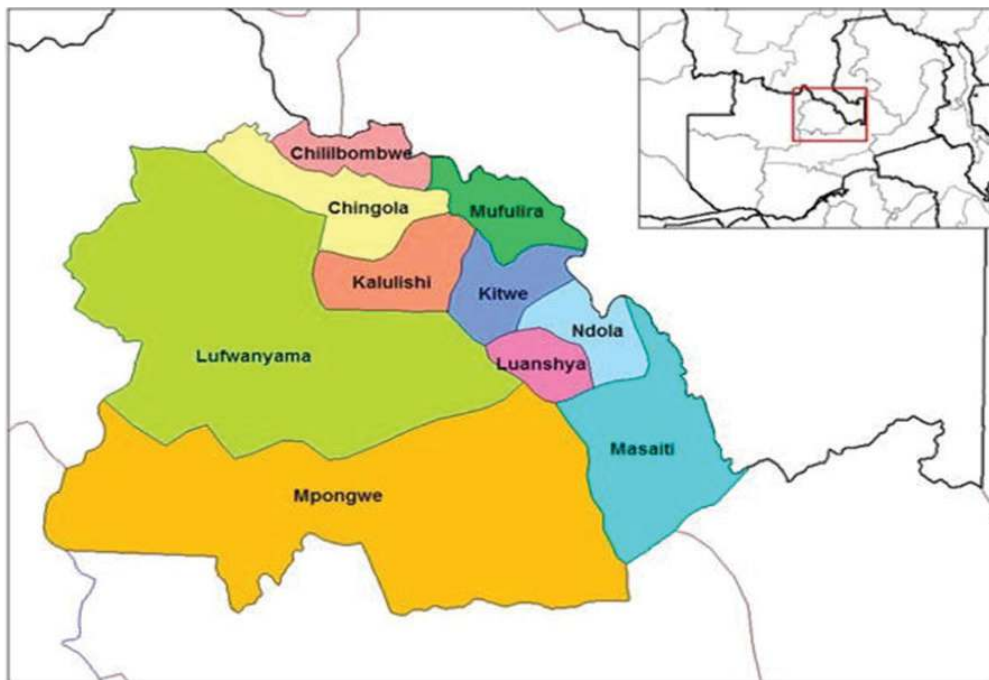 Chililbombwe
Chingola
Mufulira
Kalulishi
Kitwe
Ndola
Lufwanyama
Luanshya
Masaiti
Mpongwe